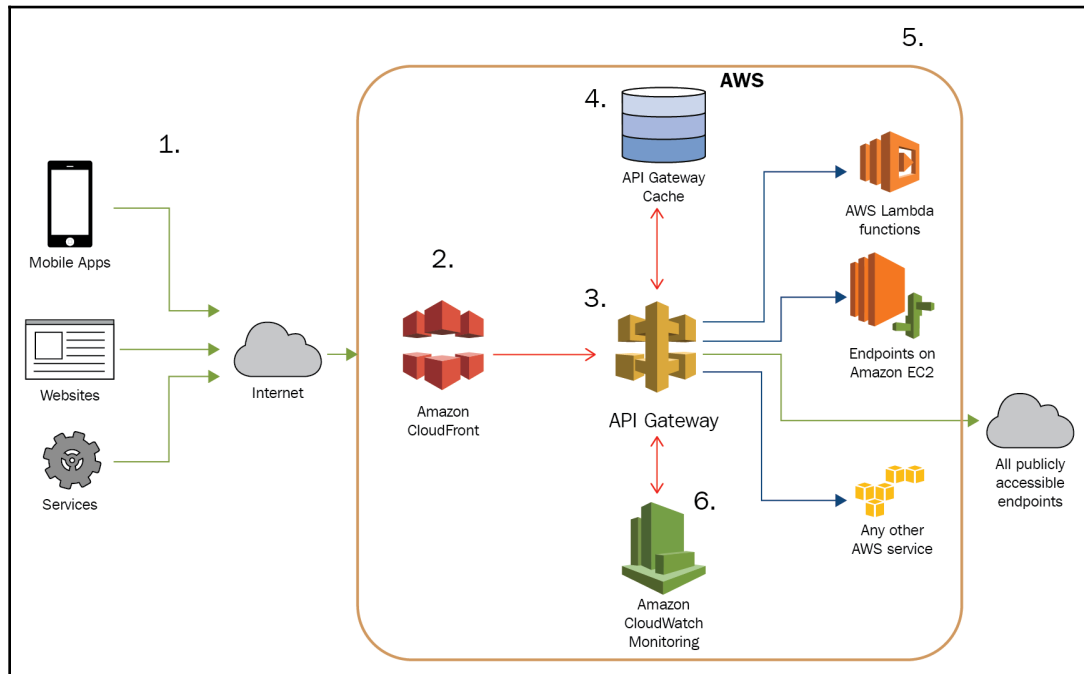 5.
AWS
4.
1.
API Gateway
Cache
AWS Lambda
functions
Mobile Apps
2.
3.
Endpoints on
Amazon EC2
Websites
Internet
Amazon
CloudFront
API Gateway
All publicly
accessible
endpoints
Services
6.
Any other
AWS service
Amazon
CloudWatch
Monitoring